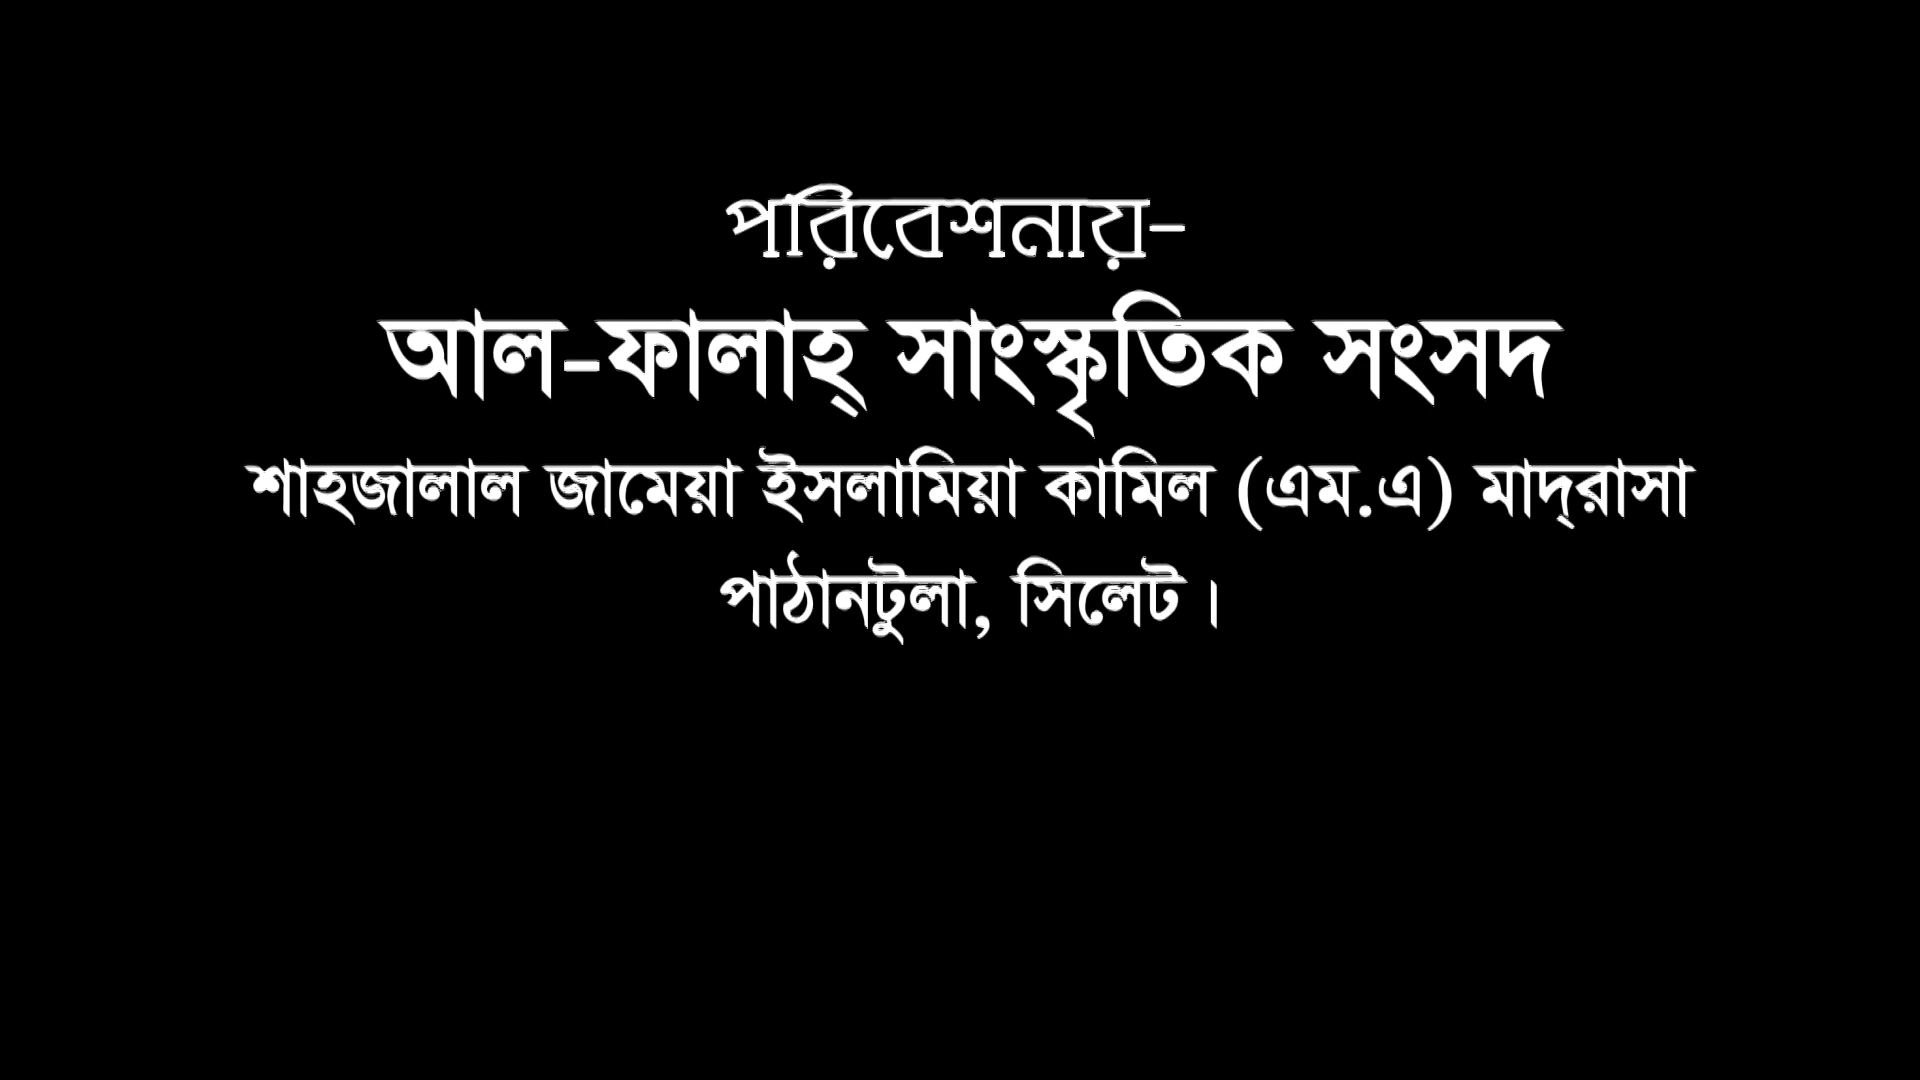 পরিবেশনায়-
আল-ফালাহ্ সাংস্কৃতিক সংসদ
শাহজালাল জামেয়া ইসলামিয়া কামিল (এম.এ) মাদ্‌রাসা
পাঠানটুলা, সিলেট।